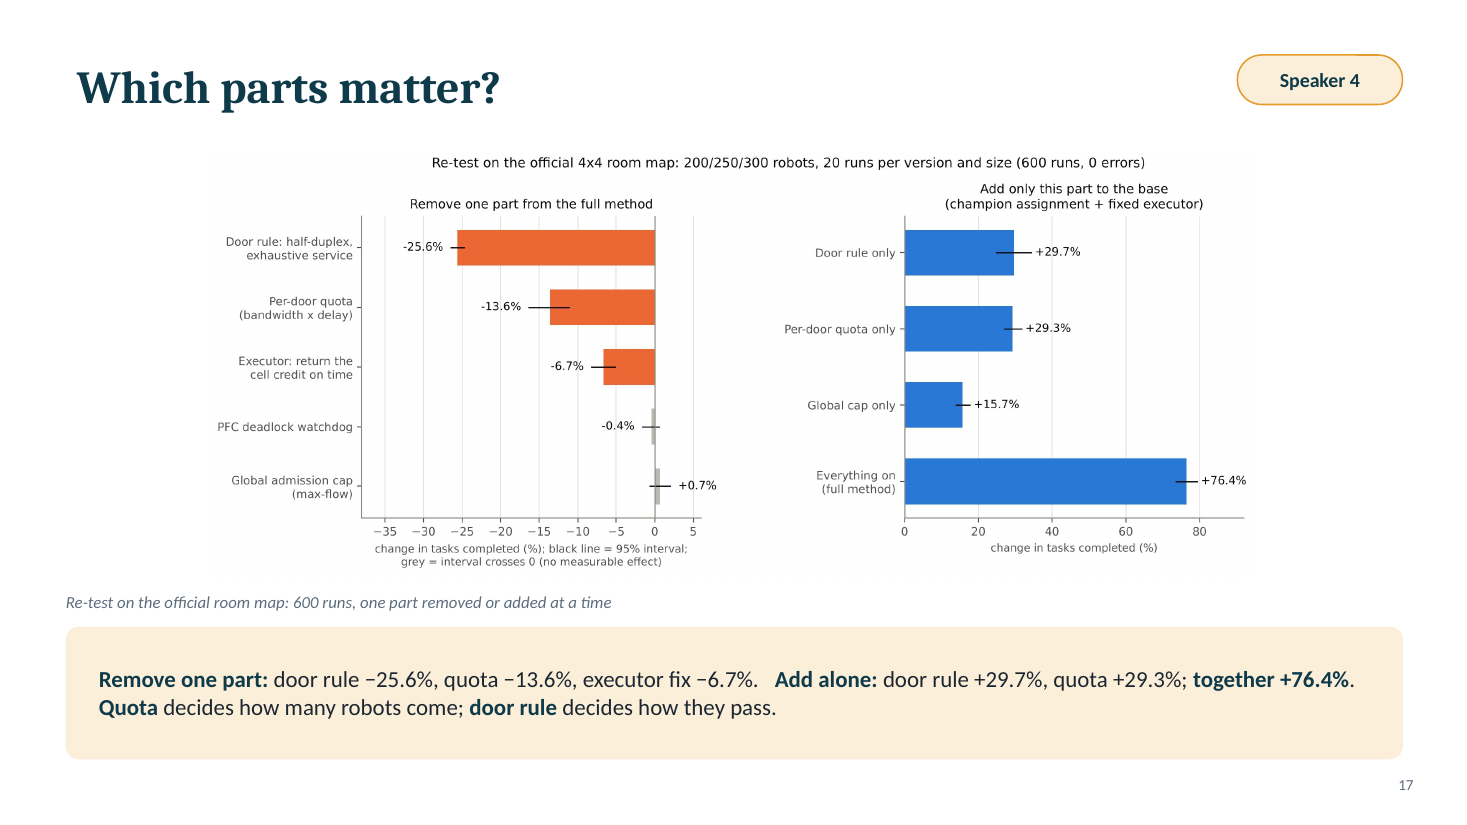 Which parts matter?
Speaker 4
Re-test on the official 4x4 room map: 200/250/300 robots, 20 runs per version and size (600 runs, 0 errors)
Remove one part from the full method
Door rule: half-duplex,
exhaustive service
-25.6%
Per-door quota
(bandwidth x delay)
-13.6%
Executor: return the
cell credit on time
-6.7%
PFC deadlock watchdog
-0.4%
Global admission cap
(max-flow)
+0.7%
−35 −30 −25 −20 −15 −10 −5 0 5
change in tasks completed (%); black line = 95% interval;
grey = interval crosses 0 (no measurable effect)
Add only this part to the base
(champion assignment + fixed executor)
Door rule only
+29.7%
Per-door quota only
+29.3%
Global cap only
+15.7%
Everything on
(full method)
+76.4%
0 20 40 60 80
change in tasks completed (%)
Re-test on the official room map: 600 runs, one part removed or added at a time
Remove one part: door rule −25.6%, quota −13.6%, executor fix −6.7%. Add alone: door rule +29.7%, quota +29.3%; together +76.4%.
Quota decides how many robots come; door rule decides how they pass.
17